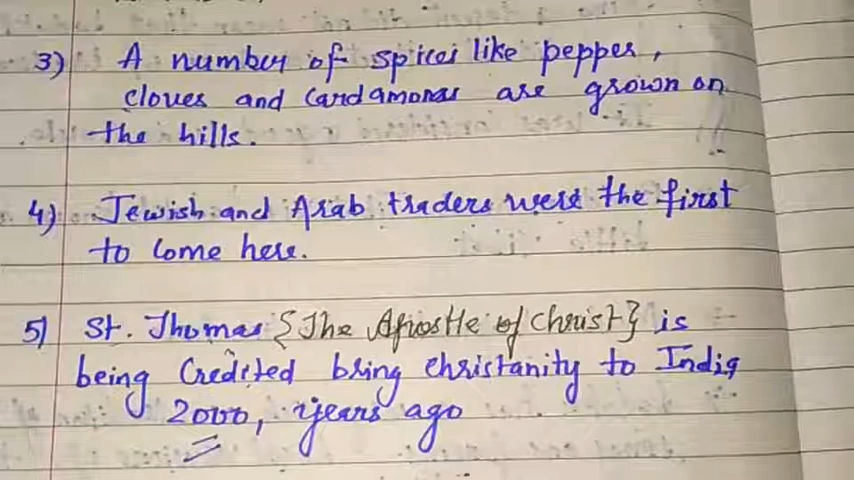 3) A number of spices like pepper,
cloves and cardamoms are grown on
the hills.
4) Jewish and Arab traders were the first
to come here.
5) St. Thomas {The Apostle of Christ} is
being Credited bring christanity to India
2000, years ago